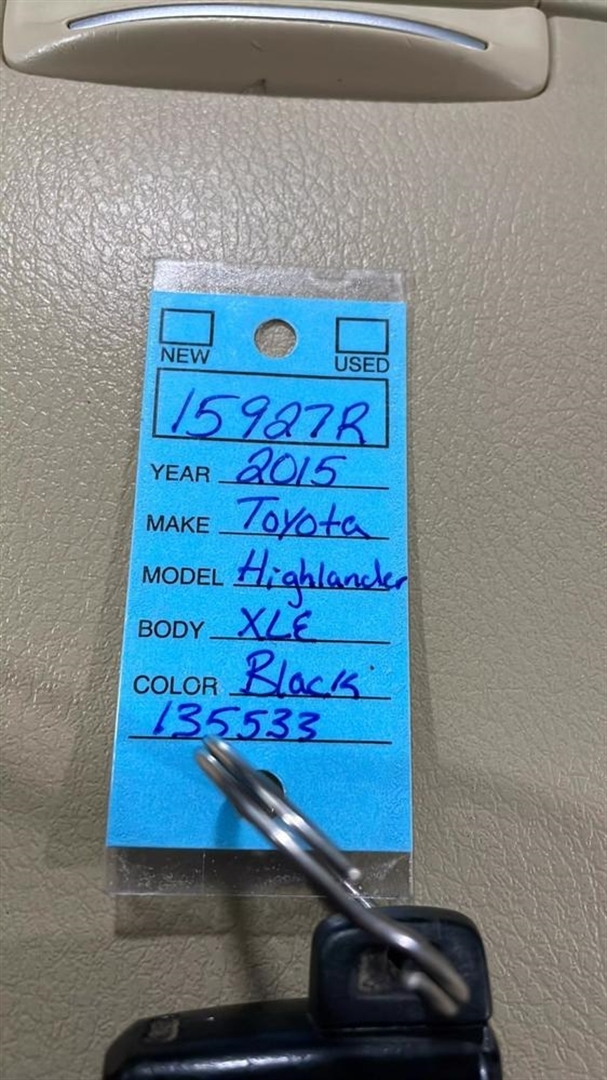 NEW USED
15927R
YEAR 2015
MAKE Toyota
MODEL Highlander
BODY XLE
COLOR Black
135533